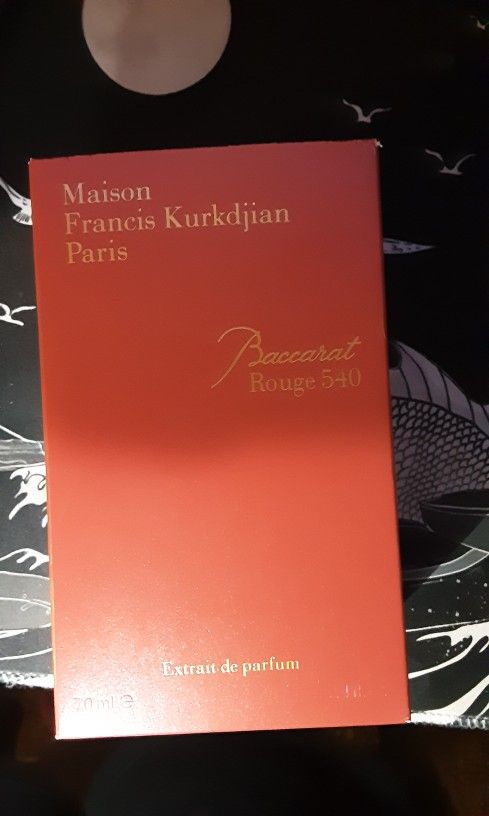 Maison
Francis Kurkdjian
Paris
Baccarat
Rouge 540
Extrait de parfum
70 ml ℮